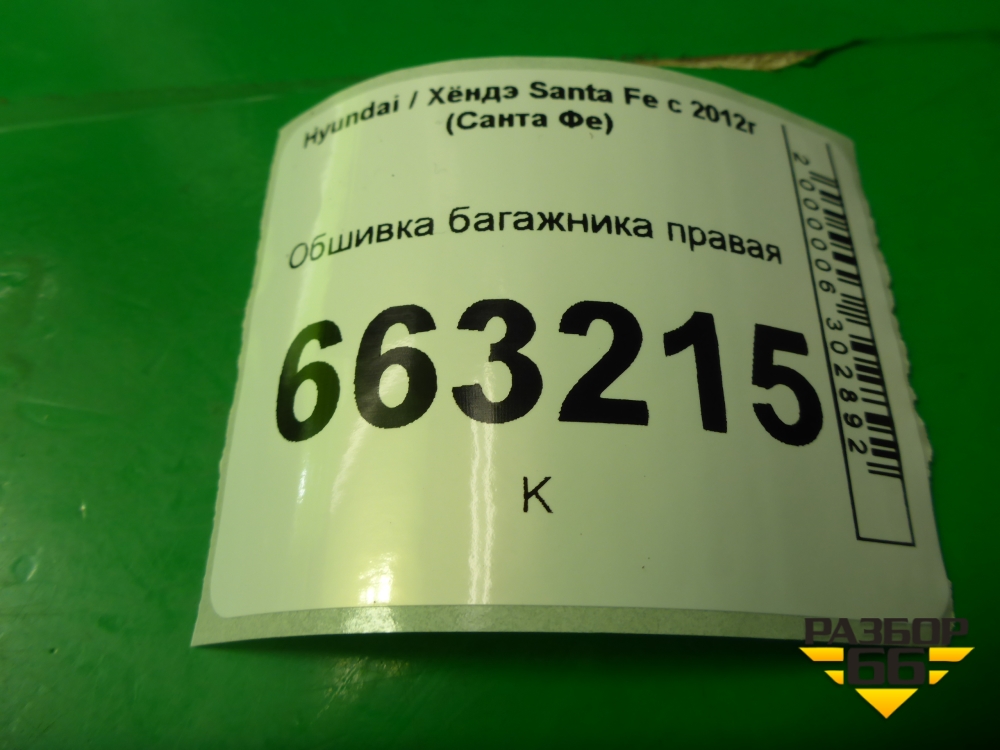 Hyundai / Хёндэ Santa Fe с 2012г
(Санта Фе)
Обшивка багажника правая
663215
К
2000006302892
РАЗБОР
66